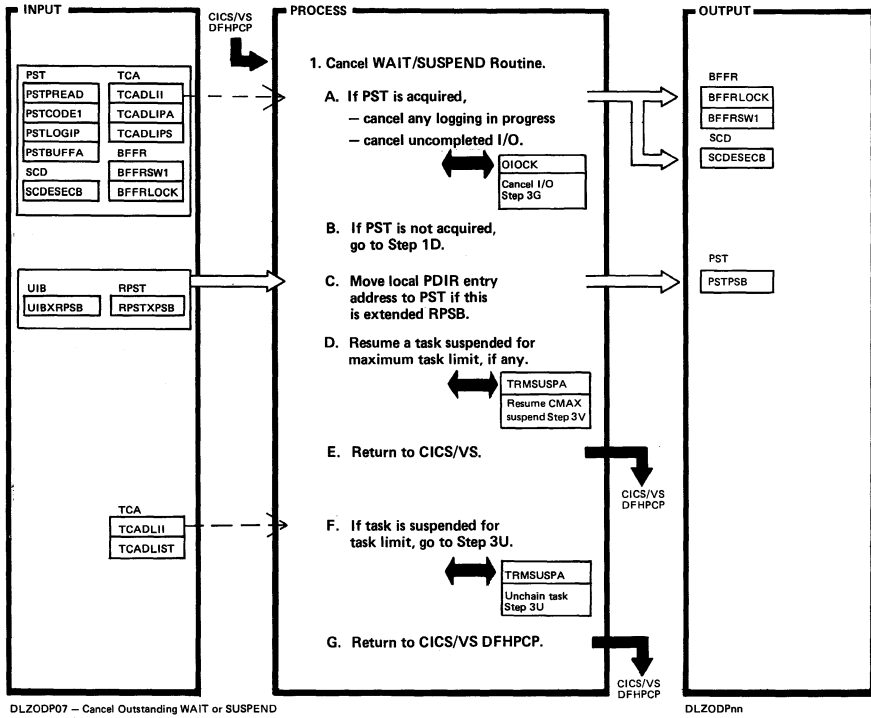 INPUT
PST
TCA
PSTPREAD
TCADLII
PSTCODE1
TCADLIPA
PSTLOGIP
TCADLIPS
PSTBUFFA
BFFR
SCD
BFFRSW1
SCDESECB
BFFRLOCK
UIB
RPST
UIBXRPSB
RPSTXPSB
TCA
TCADLII
TCADLIST
CICS/VS
DFHPCP
PROCESS
1. Cancel WAIT/SUSPEND Routine.
A. If PST is acquired,
– cancel any logging in progress
– cancel uncompleted I/O.
OIOCK
Cancel I/O
Step 3G
B. If PST is not acquired,
go to Step 1D.
C. Move local PDIR entry
address to PST if this
is extended RPSB.
D. Resume a task suspended for
maximum task limit, if any.
TRMSUSPA
Resume CMAX
suspend Step 3V
E. Return to CICS/VS.
CICS/VS
DFHPCP
F. If task is suspended for
task limit, go to Step 3U.
TRMSUSPA
Unchain task
Step 3U
G. Return to CICS/VS DFHPCP.
CICS/VS
DFHPCP
OUTPUT
BFFR
BFFRLOCK
BFFRSW1
SCD
SCDESECB
PST
PSTPSB
DLZODP07 – Cancel Outstanding WAIT or SUSPEND
DLZODPnn